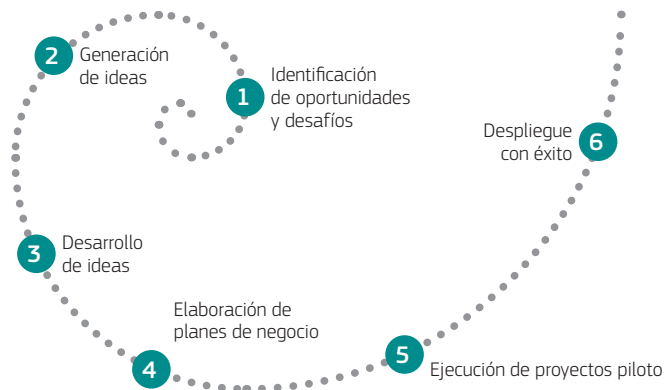 1
Identificación
de oportunidades
y desafíos
2
Generación
de ideas
3
Desarrollo
de ideas
4
Elaboración de
planes de negocio
5
Ejecución de proyectos piloto
6
Despliegue
con éxito